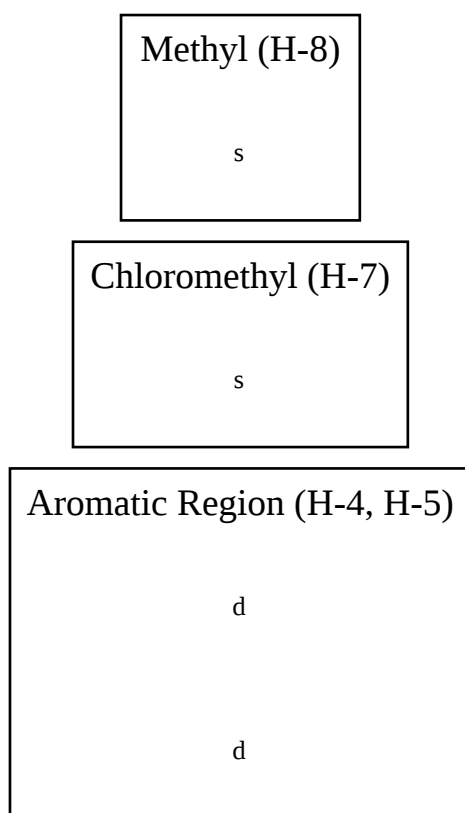 Methyl (H-8)
s
Chloromethyl (H-7)
s
Aromatic Region (H-4, H-5)
d
d